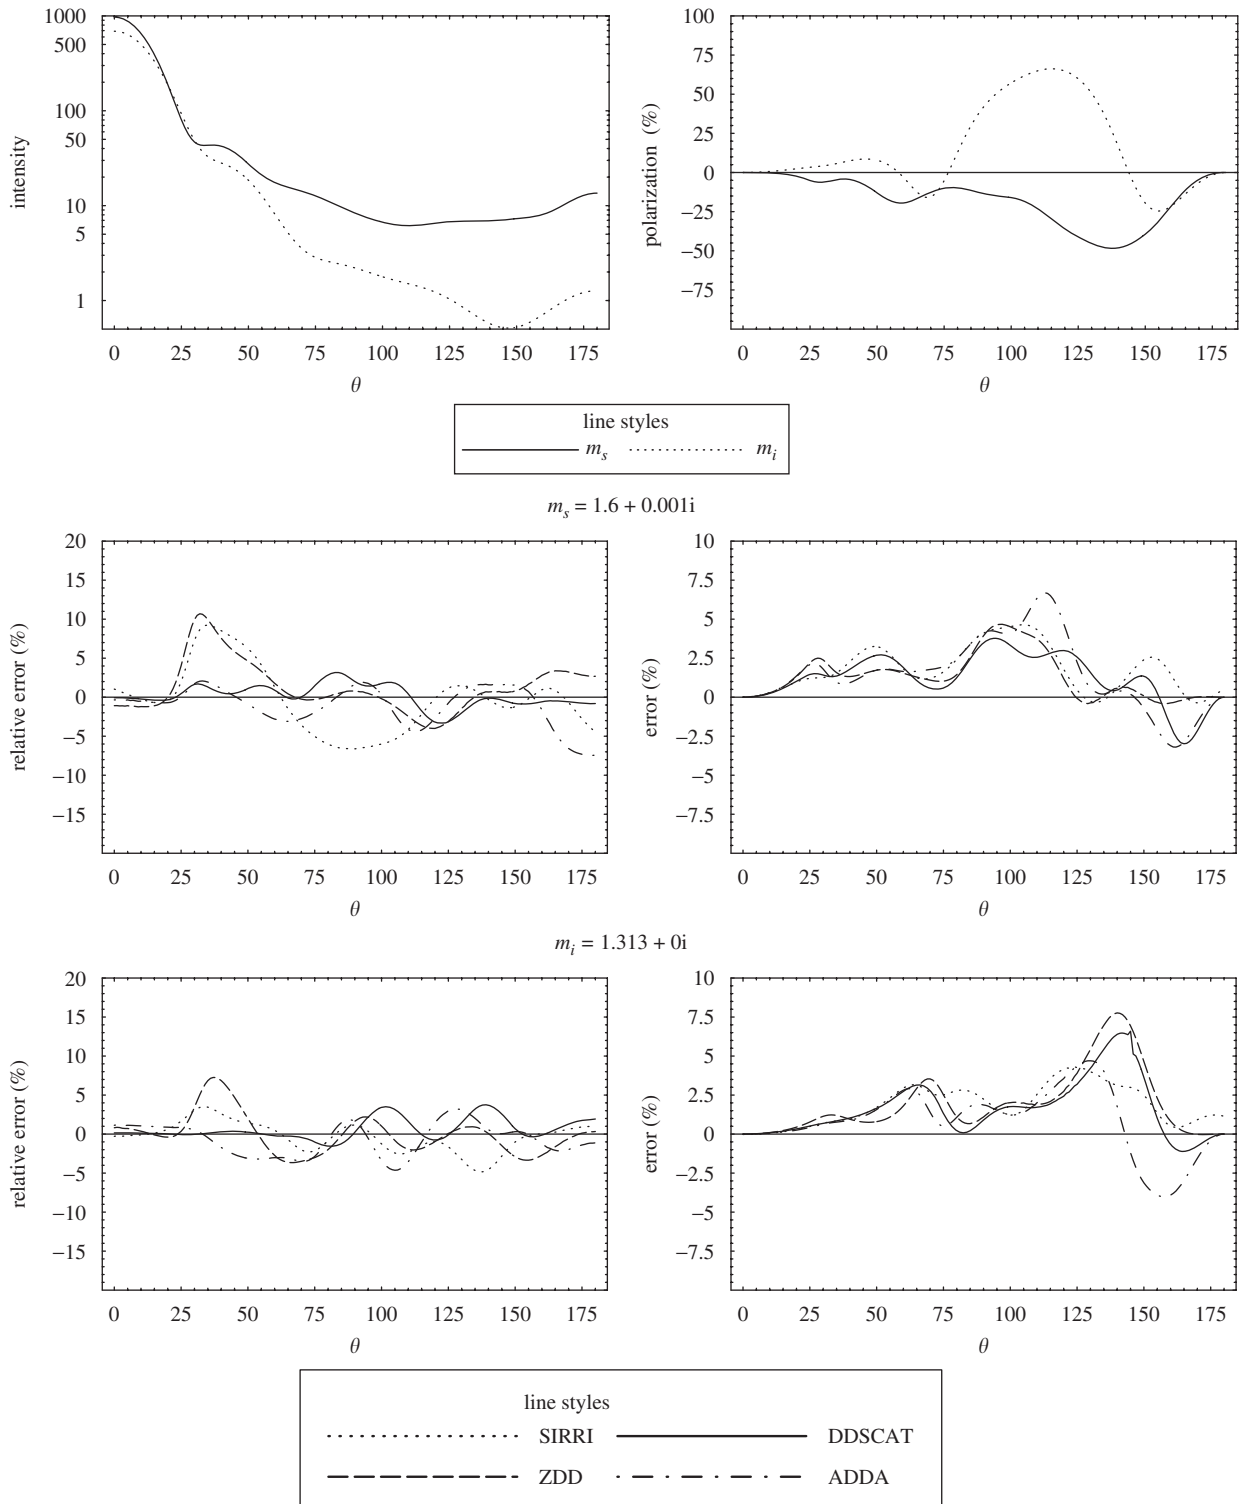 1000
500
100
50
10
5
1
intensity
0 25 50 75 100 125 150 175
θ
100
75
50
25
0
−25
−50
−75
polarization (%)
0 25 50 75 100 125 150 175
θ
line styles
m_s m_i
m_s = 1.6 + 0.001i
20
15
10
5
0
−5
−10
−15
relative error (%)
0 25 50 75 100 125 150 175
θ
10
7.5
5
2.5
0
−2.5
−5
−7.5
error (%)
0 25 50 75 100 125 150 175
θ
m_i = 1.313 + 0i
20
15
10
5
0
−5
−10
−15
relative error (%)
0 25 50 75 100 125 150 175
θ
10
7.5
5
2.5
0
−2.5
−5
−7.5
error (%)
0 25 50 75 100 125 150 175
θ
line styles
SIRRI DDSCAT
ZDD ADDA